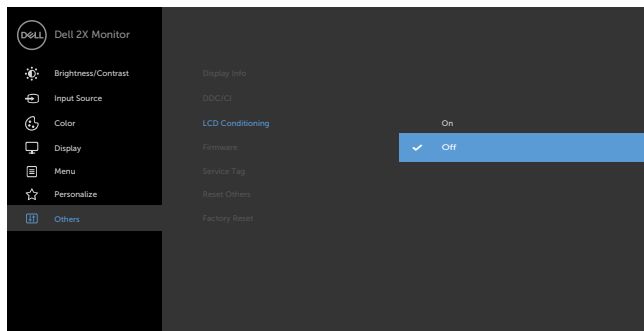 DELL Dell 2X Monitor
Brightness/Contrast
Input Source
Color
Display
Menu
Personalize
Others
Display Info
DDC/CI
LCD Conditioning
Firmware
Service Tag
Reset Others
Factory Reset
On
Off